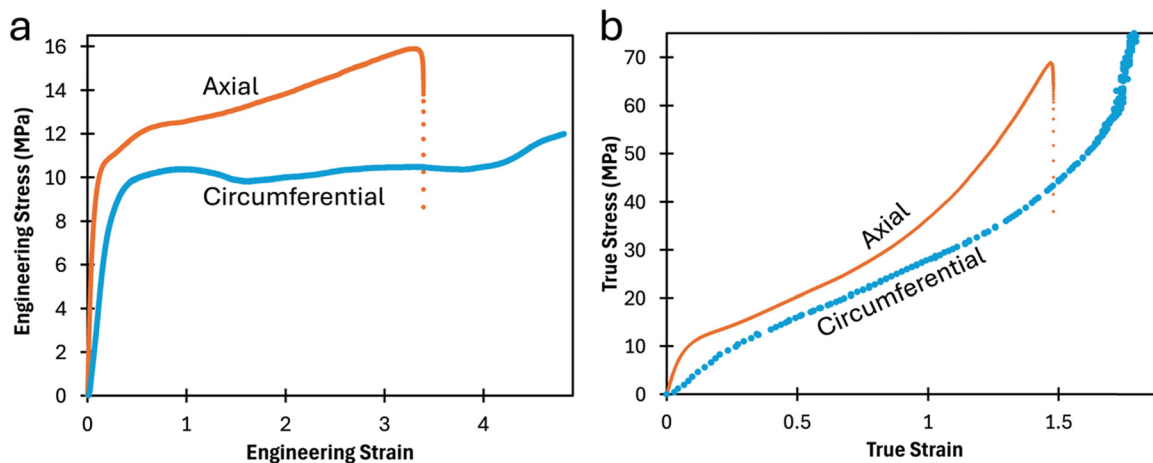 a
16
14
12
10
8
6
4
2
0
Engineering Stress (MPa)
Axial
Circumferential
0 1 2 3 4
Engineering Strain
b
70
60
50
40
30
20
10
0
True Stress (MPa)
Axial
Circumferential
0 0.5 1 1.5
True Strain